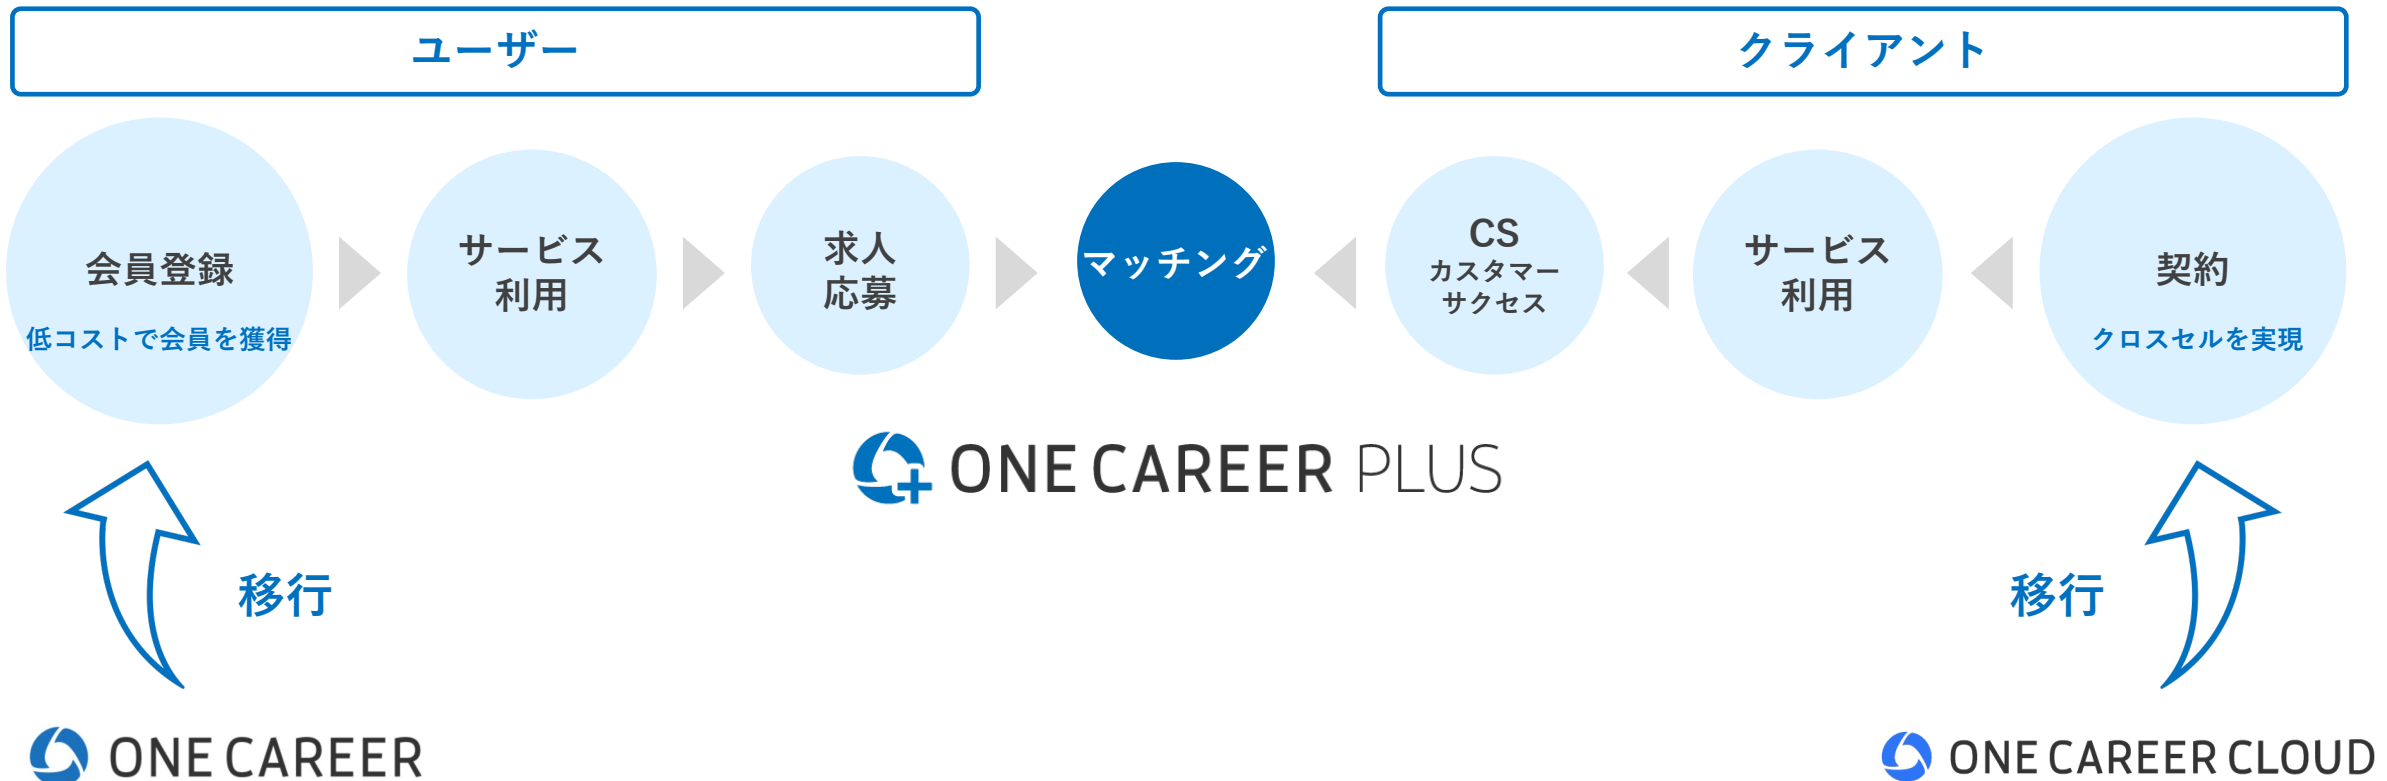 ユーザー
クライアント
会員登録
低コストで会員を獲得
サービス
利用
求人
応募
マッチング
CS
カスタマー
サクセス
サービス
利用
契約
クロスセルを実現
ONE CAREER PLUS
移行
移行
ONE CAREER
ONE CAREER CLOUD